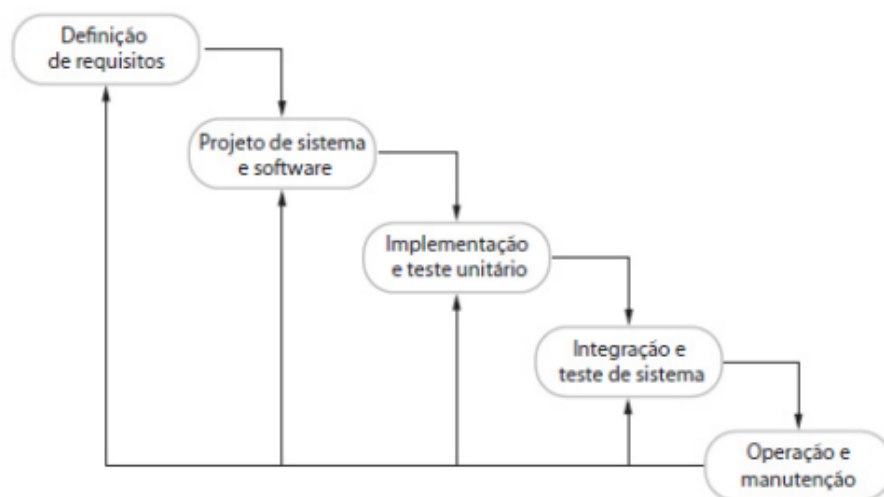 Definição
de requisitos
Projeto de sistema
e software
Implementação
e teste unitário
Integração e
teste de sistema
Operação e
manutenção